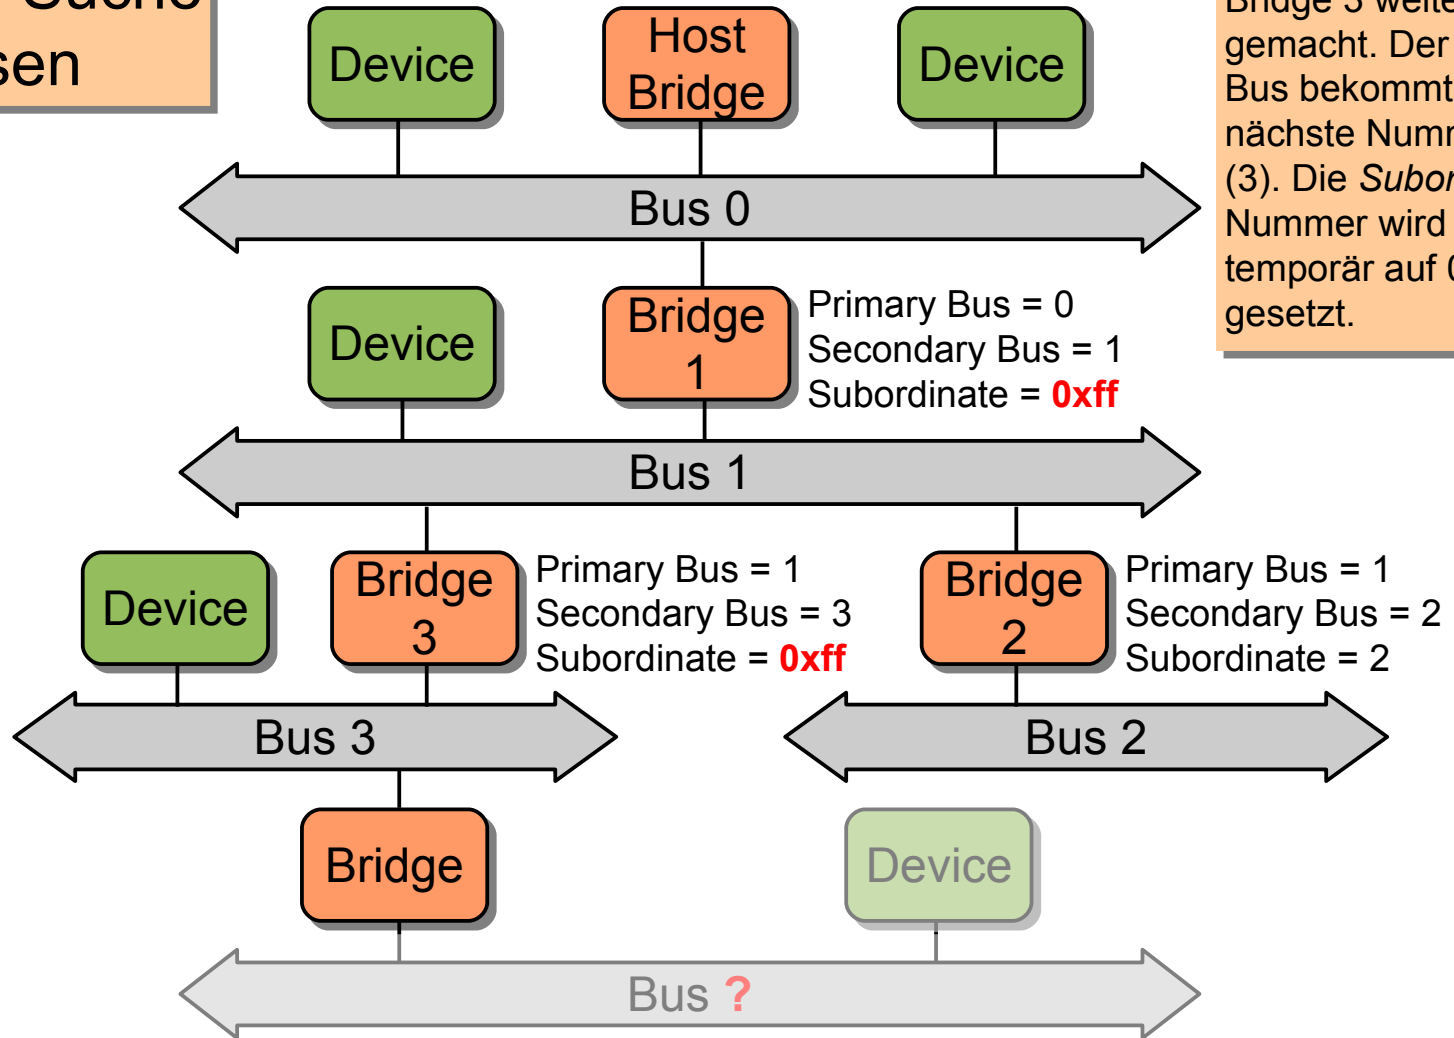 sen
Device
Host
Bridge
Device
gemacht. Der
Bus bekommt
(3). Die
Nummer wird
temporär auf
gesetzt.
Bus 0
Device
Bridge
1
Primary Bus = 0
Secondary Bus = 1
Subordinate = 0xff
Bus 1
Device
Bridge
3
Primary Bus = 1
Secondary Bus = 3
Subordinate = 0xff
Bridge
2
Primary Bus = 1
Secondary Bus = 2
Subordinate = 2
Bus 3
Bus 2
Bridge
Device
Bus ?